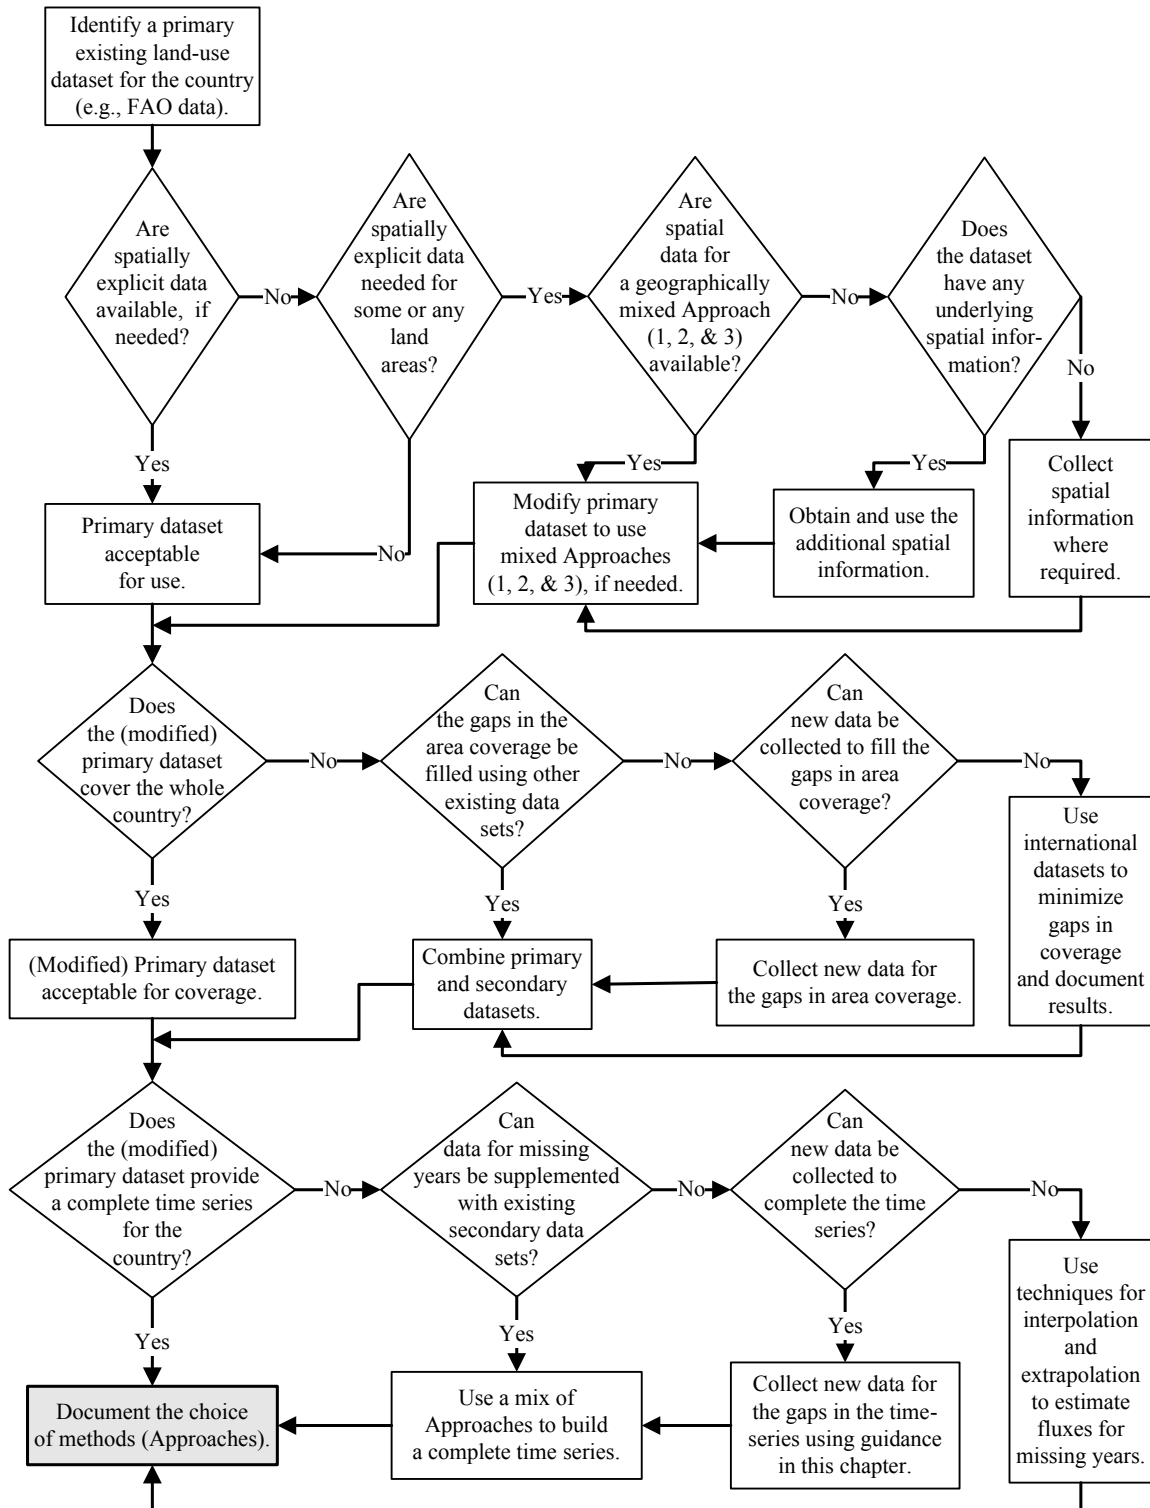 Identify a primary
existing land-use
dataset for the country
(e.g., FAO data).
Are
spatially
explicit data
available, if
needed?
No
Are
spatially
explicit data
needed for
some or any
land
areas?
Yes
Are
spatial
data for
a geographically
mixed Approach
(1, 2, & 3)
available?
No
Does
the dataset
have any
underlying
spatial infor-
mation?
No
Yes
No
Yes
Yes
Primary dataset
acceptable
for use.
Modify primary
dataset to use
mixed Approaches
(1, 2, & 3), if needed.
Obtain and use the
additional spatial
information.
Collect
spatial
information
where
required.
Does
the (modified)
primary dataset
cover the whole
country?
No
Can
the gaps in the
area coverage be
filled using other
existing data
sets?
No
Can
new data be
collected to fill the
gaps in area
coverage?
No
Use
international
datasets to
minimize
gaps in
coverage
and document
results.
Yes
Yes
Yes
(Modified) Primary dataset
acceptable for coverage.
Combine primary
and secondary
datasets.
Collect new data for
the gaps in area coverage.
Does
the (modified)
primary dataset provide
a complete time series
for the
country?
No
Can
data for missing
years be supplemented
with existing
secondary data
sets?
No
Can
new data be
collected to
complete the time
series?
No
Use
techniques for
interpolation
and
extrapolation
to estimate
fluxes for
missing years.
Yes
Yes
Yes
Document the choice
of methods (Approaches).
Use a mix of
Approaches to build
a complete time series.
Collect new data for
the gaps in the time-
series using guidance
in this chapter.